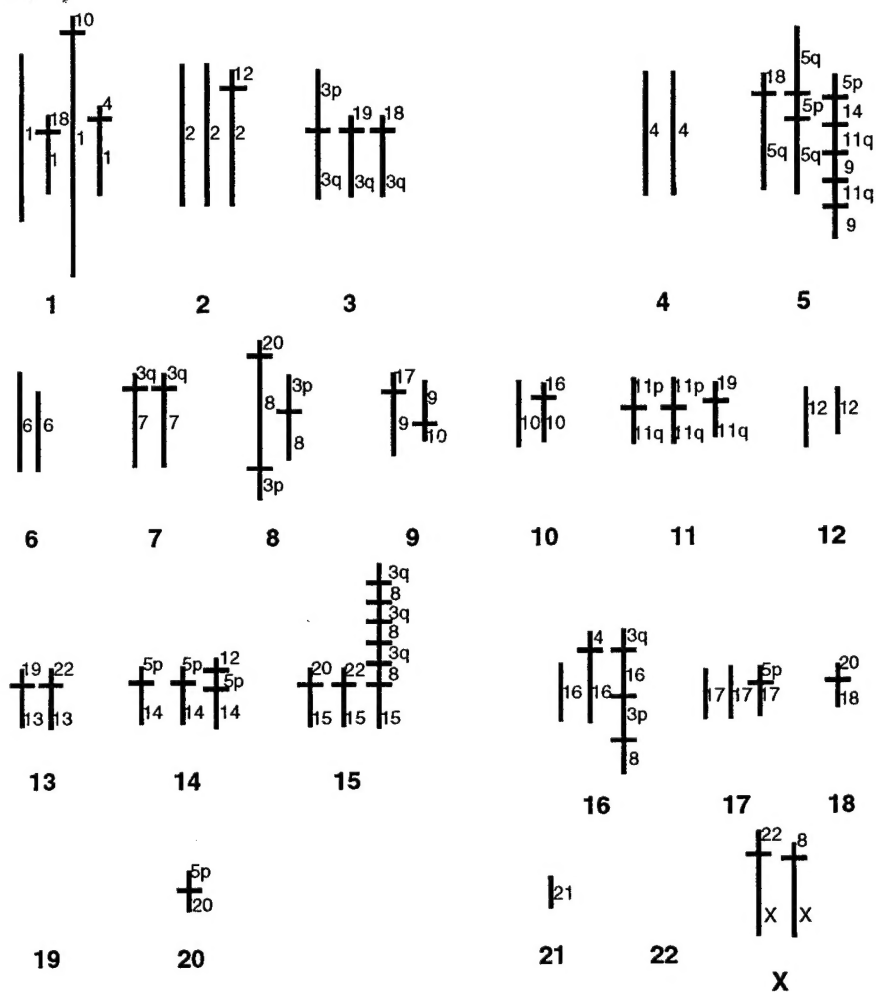 10
1 18 1 1 4 1
2 2 12 2
3p 3q 19 3q 18 3q
4 4
18 5q 5q 5p 5q 5p 14 11q 9 11q 9
1 2 3 4 5
6 6
3q 7 3q 7
20 8 3p 3p 8
17 9 9 10
10 16 10
11p 11q 11p 11q 19 11q
12 12
6 7 8 9 10 11 12
19 13 22 13
5p 14 5p 14 12 5p 14
20 15 22 15 3q 8 3q 8 3q 8 15
16 4 16 3q 16 3p 8
17 17 5p 17
20 18
13 14 15 16 17 18
5p 20
21
22 X 8 X
19 20 21 22 X